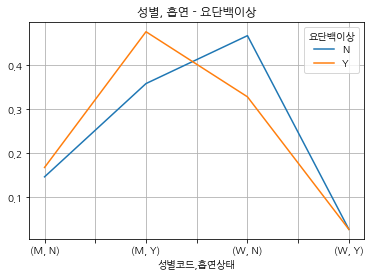 성별, 흡연 - 요단백이상
요단백이상
N
Y
0.4
0.3
0.2
0.1
(M, N) (M, Y) (W, N) (W, Y)
성별코드,흡연상태